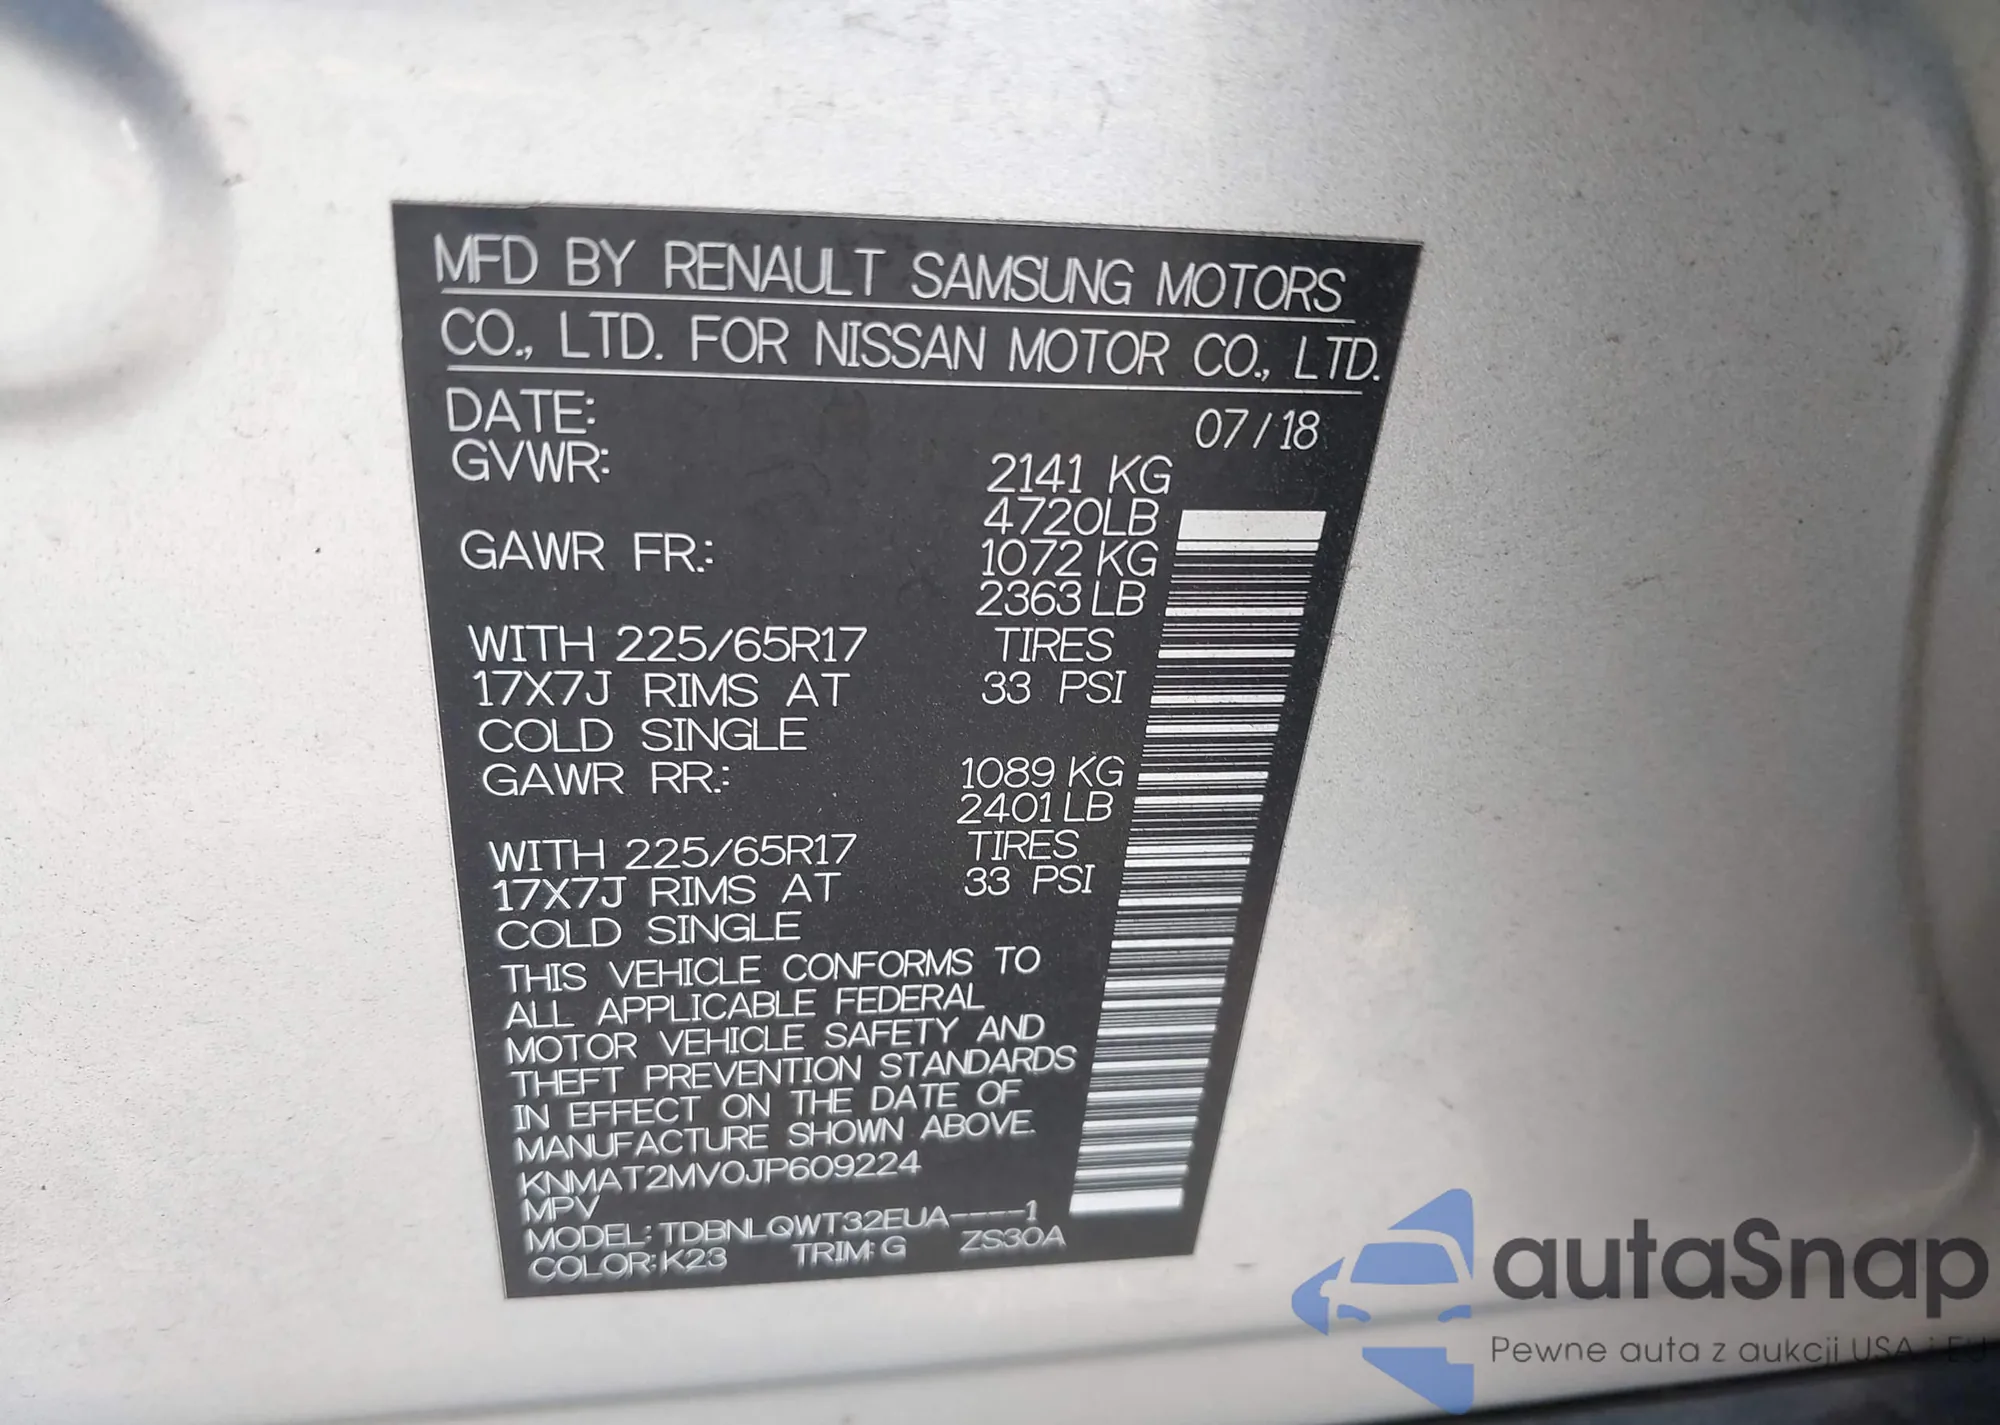 MFD BY RENAULT SAMSUNG MOTORS
CO., LTD. FOR NISSAN MOTOR CO., LTD.
DATE: 07/18
GVWR: 2141 KG
4720LB
GAWR FR.: 1072 KG
2363 LB
WITH 225/65R17 TIRES
17X7J RIMS AT 33 PSI
COLD SINGLE
GAWR RR.: 1089 KG
2401 LB
WITH 225/65R17 TIRES
17X7J RIMS AT 33 PSI
COLD SINGLE
THIS VEHICLE CONFORMS TO
ALL APPLICABLE FEDERAL
MOTOR VEHICLE SAFETY AND
THEFT PREVENTION STANDARDS
IN EFFECT ON THE DATE OF
MANUFACTURE SHOWN ABOVE.
KNMAT2MV0JP609224
MPV
MODEL: TDBNLQWT32EUA----1
COLOR: K23 TRIM: G ZS30A
autaSnap
Pewne auta z aukcji USA i EU